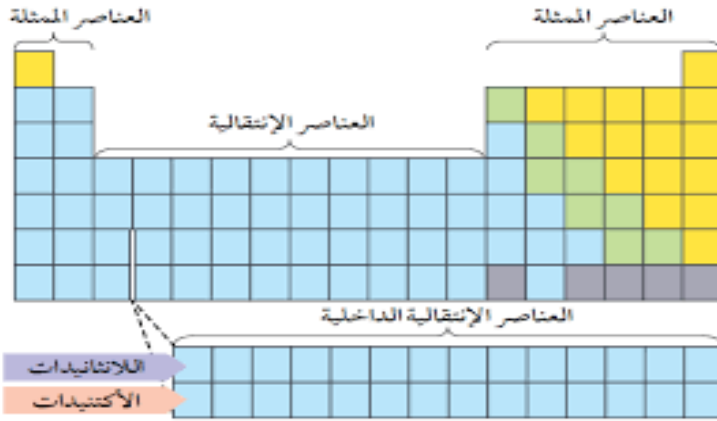 العناصر الممثلة
العناصر الممثلة
العناصر الإنتقالية
العناصر الإنتقالية الداخلية
اللانثانيدات
الأكتنيدات